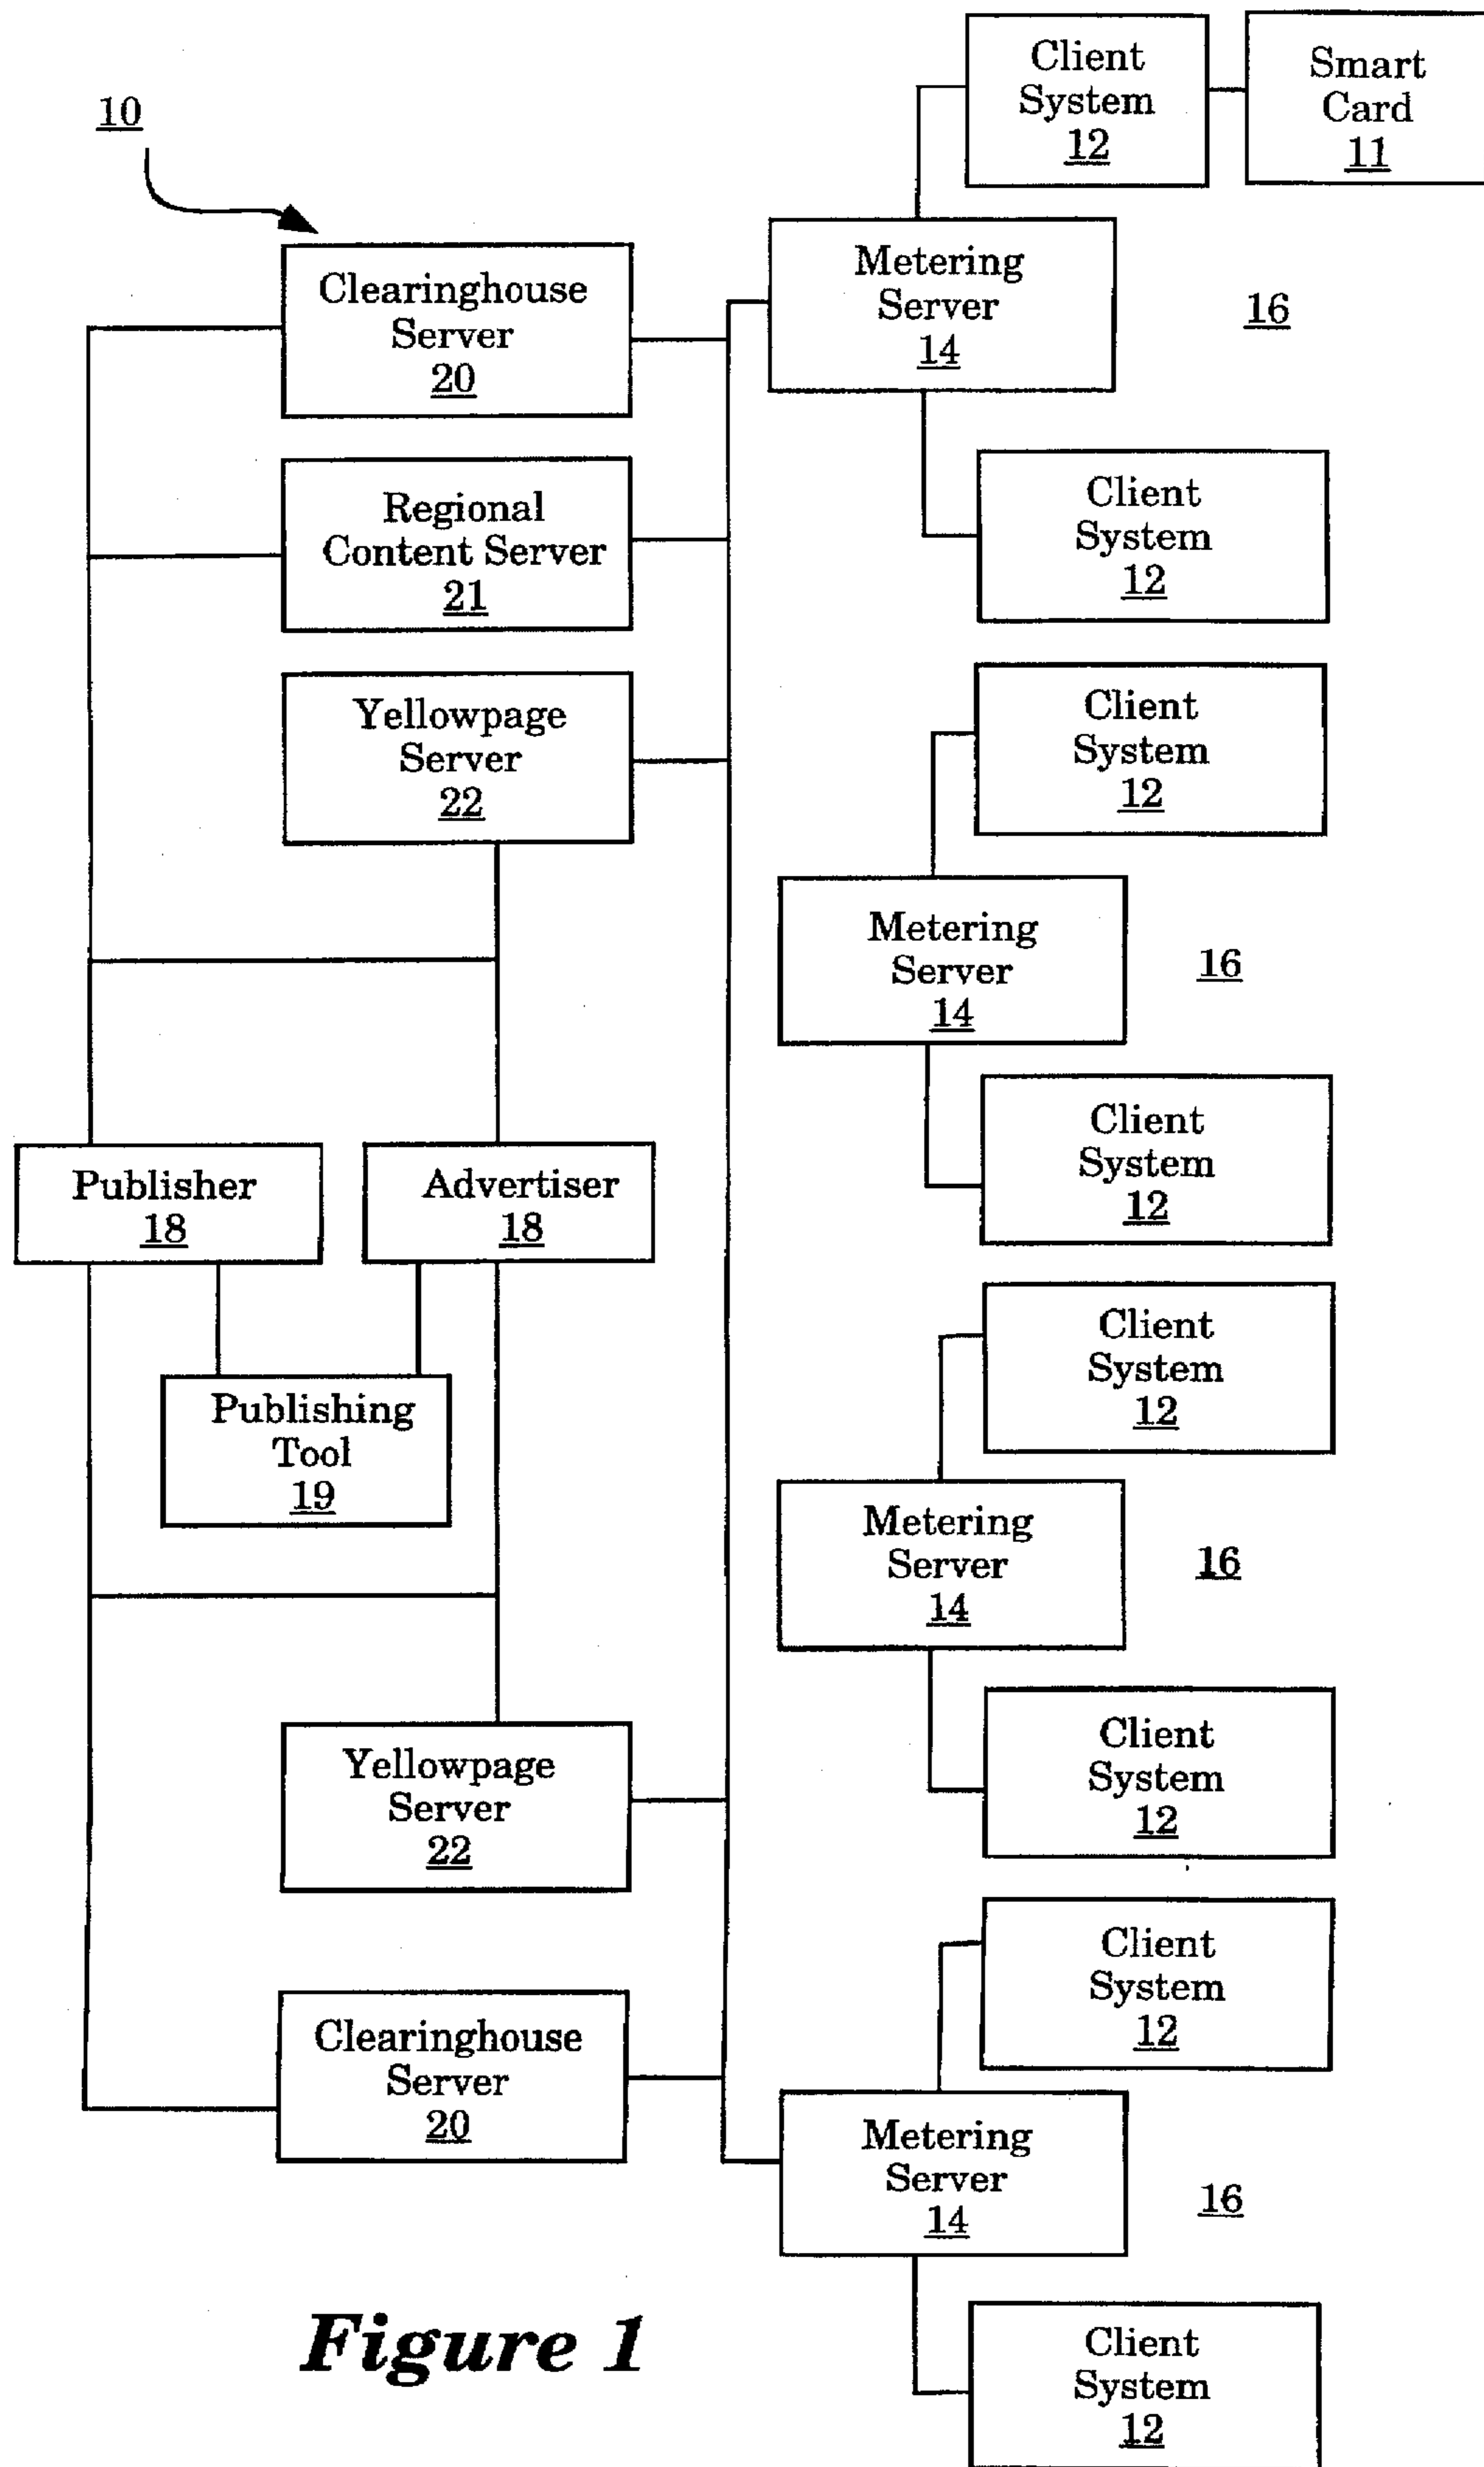 10
Client
System
12
Smart
Card
11
Clearinghouse
Server
20
Metering
Server
14
16
Regional
Content Server
21
Client
System
12
Yellowpage
Server
22
Client
System
12
Metering
Server
14
16
Client
System
12
Publisher
18
Advertiser
18
Publishing
Tool
19
Client
System
12
Metering
Server
14
16
Client
System
12
Yellowpage
Server
22
Client
System
12
Clearinghouse
Server
20
Metering
Server
14
16
Client
System
12
Figure 1